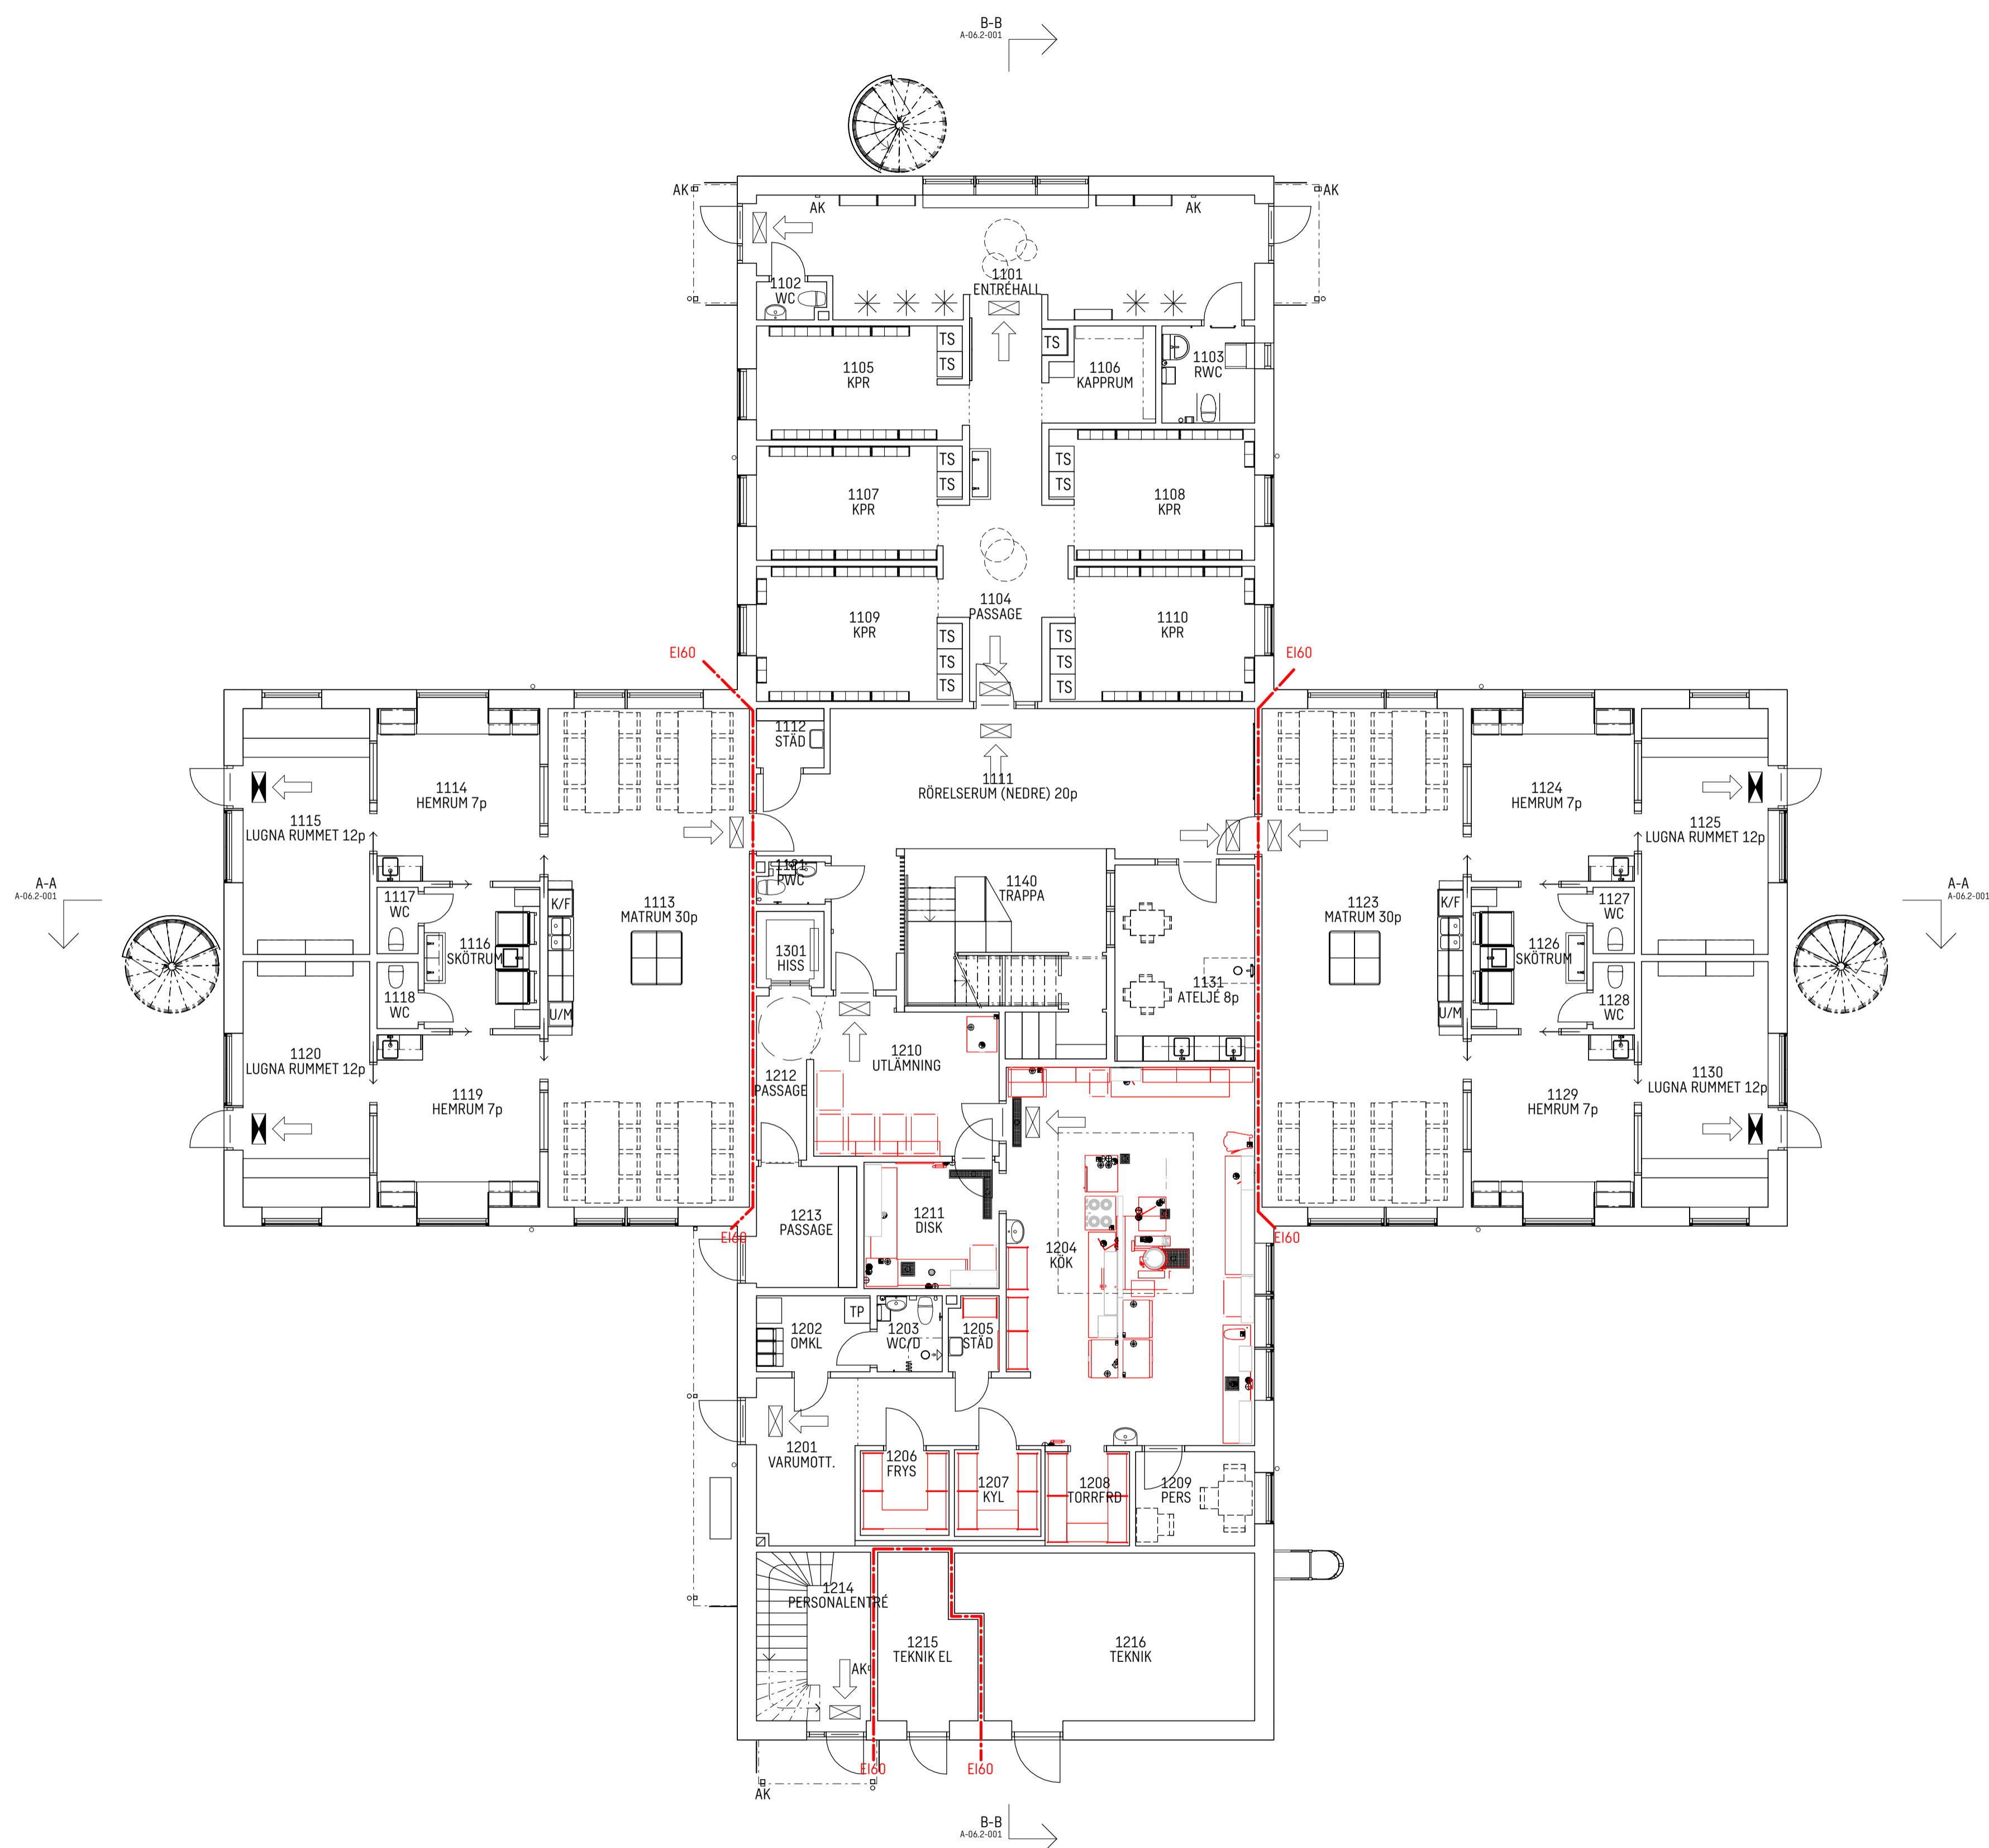 B-B
A-06.2-001
AK
AK
AK
AK
1101
ENTRÉHALL
1102
WC
TS
TS
TS
1105
KPR
1106
KAPPRUM
1103
RWC
TS
TS
TS
TS
1107
KPR
1108
KPR
1104
PASSAGE
1109
KPR
1110
KPR
TS
TS
TS
TS
TS
TS
EI60
EI60
1112
STÄD
1111
RÖRELSERUM (NEDRE) 20p
1114
HEMRUM 7p
1115
LUGNA RUMMET 12p
1124
HEMRUM 7p
1125
LUGNA RUMMET 12p
1121
RWC
1140
TRAPPA
A-A
A-06.2-001
A-A
A-06.2-001
1117
WC
K/F
1113
MATRUM 30p
1123
MATRUM 30p
K/F
1127
WC
1116
SKÖTRUM
1301
HISS
1126
SKÖTRUM
1118
WC
U/M
1131
ATELJÉ 8p
U/M
1128
WC
1120
LUGNA RUMMET 12p
1210
UTLÄMNING
1212
PASSAGE
1119
HEMRUM 7p
1129
HEMRUM 7p
1130
LUGNA RUMMET 12p
1213
PASSAGE
1211
DISK
EI60
EI60
1204
KÖK
TP
1202
OMKL
1203
WC/D
1205
STÄD
1201
VARUMOTT.
1206
FRYS
1207
KYL
1208
TORRFRD
1209
PERS
1214
PERSONALENTRÉ
1215
TEKNIK EL
1216
TEKNIK
AK
EI60
EI60
AK
B-B
A-06.2-001